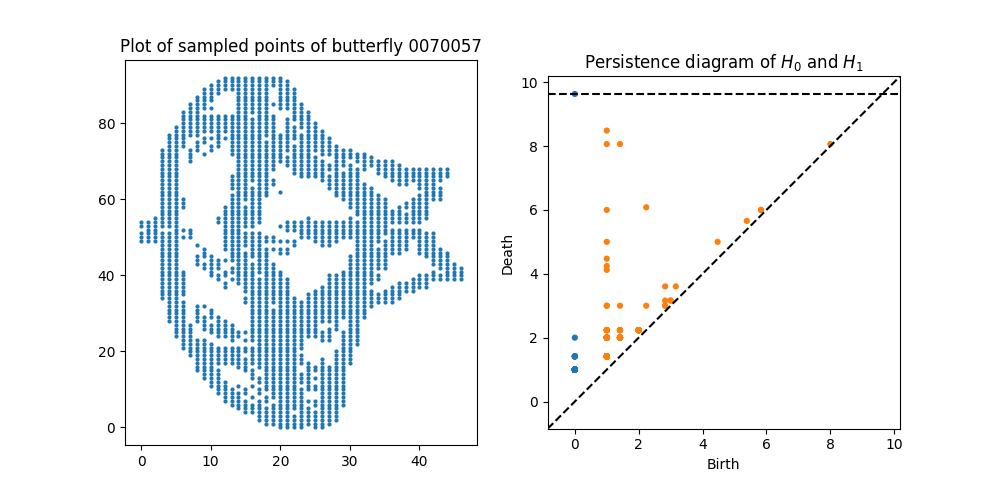 Plot of sampled points of butterfly 0070057
80
60
40
20
0
0 10 20 30 40
Persistence diagram of H₀ and H₁
10
8
6
4
2
0
Death
0 2 4 6 8 10
Birth